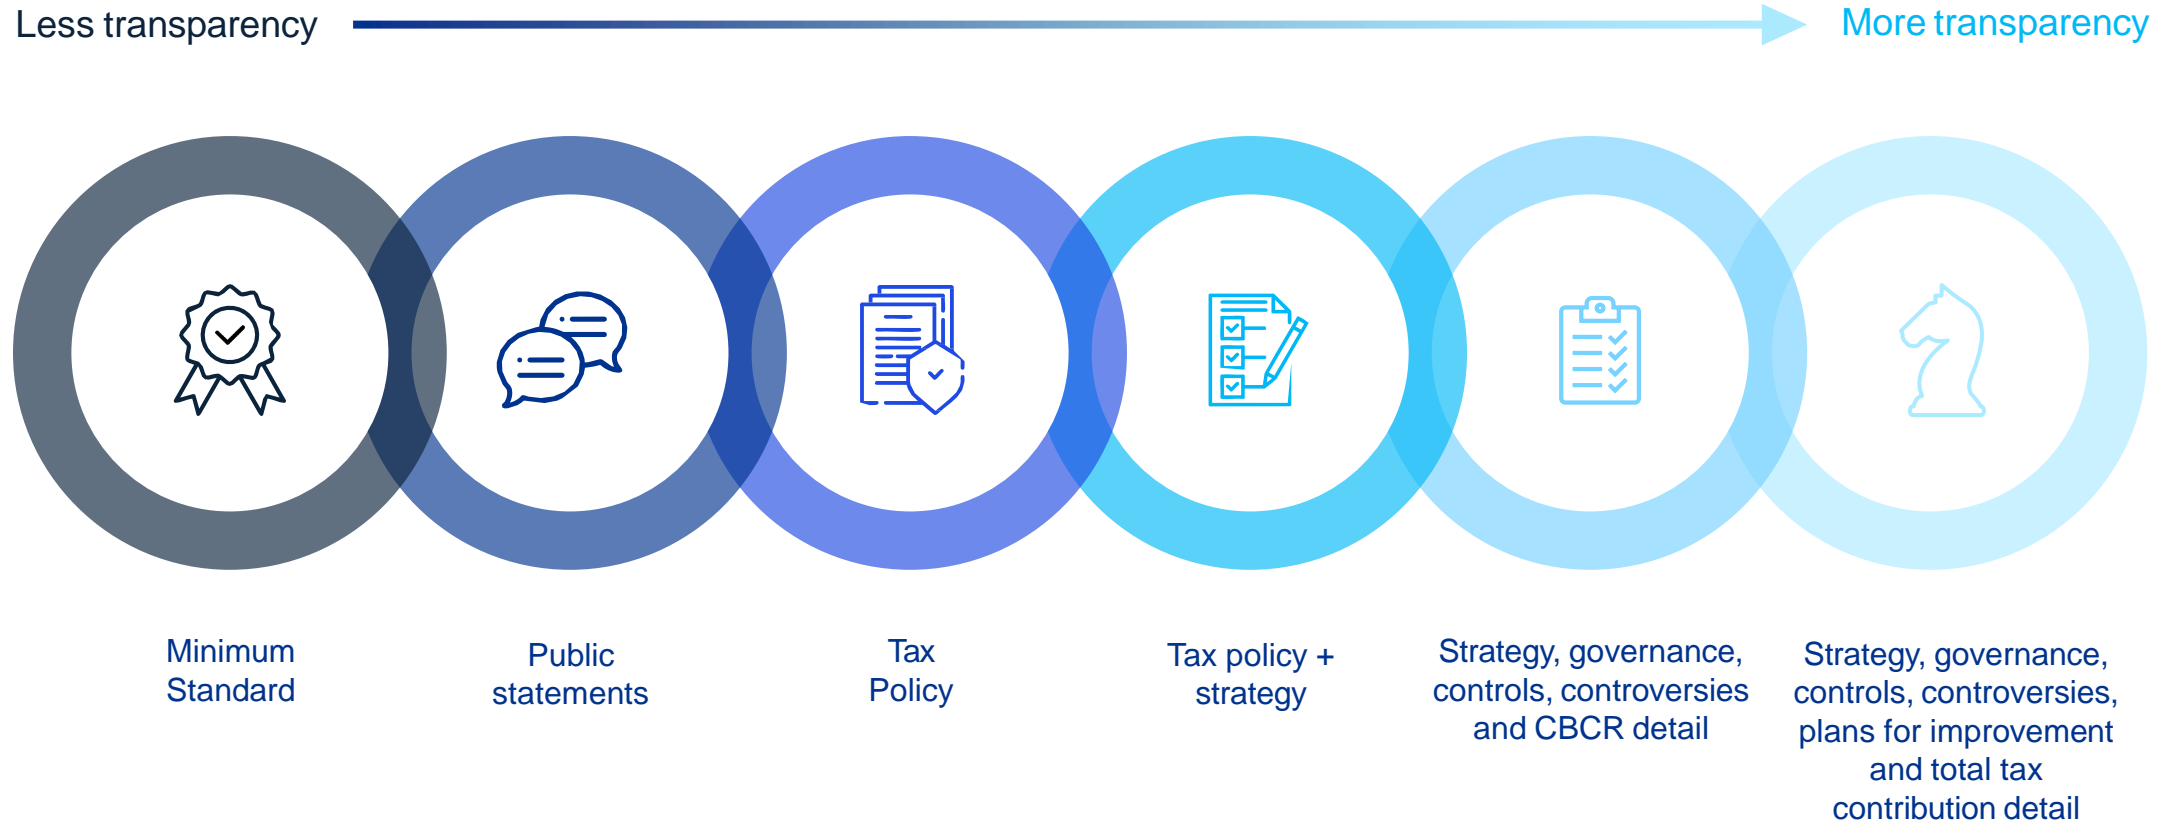 Less transparency
More transparency
Minimum
Standard
Public
statements
Tax
Policy
Tax policy +
strategy
Strategy, governance,
controls, controversies
and CBCR detail
Strategy, governance,
controls, controversies,
plans for improvement
and total tax
contribution detail